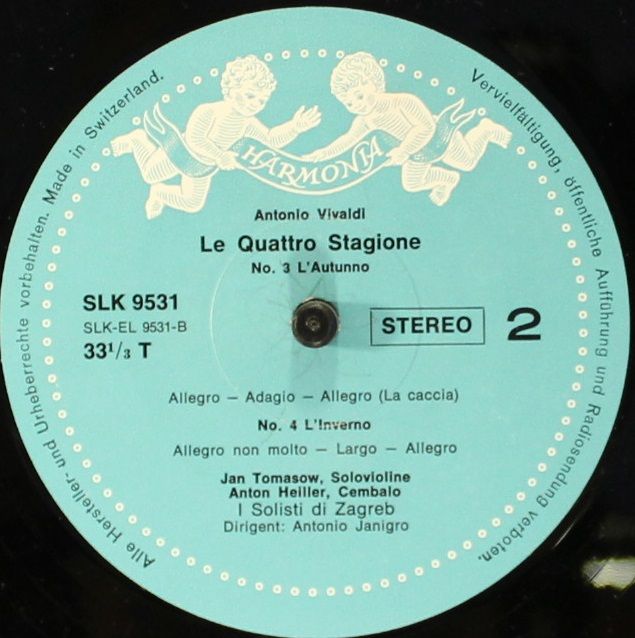 Alle Hersteller- und Urheberrechte vorbehalten. Made in Switzerland.
Vervielfältigung, öffentliche Aufführung und Radiosendung verboten.
HARMONIA
Antonio Vivaldi
Le Quattro Stagione
No. 3 L'Autunno
SLK 9531
SLK-EL 9531-B
33¹/₃ T
STEREO
2
Allegro – Adagio – Allegro (La caccia)
No. 4 L'Inverno
Allegro non molto – Largo – Allegro
Jan Tomasow, Solovioline
Anton Heiller, Cembalo
I Solisti di Zagreb
Dirigent: Antonio Janigro